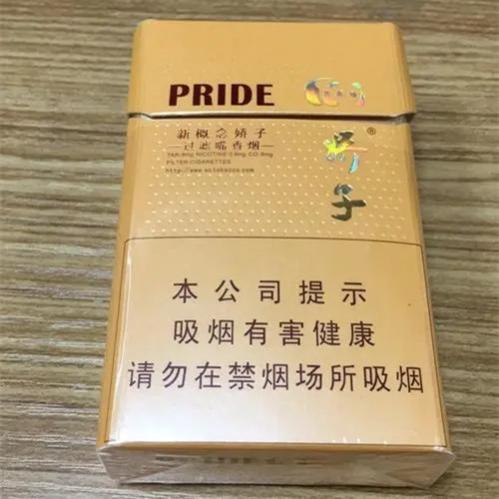 PRIDE
娇子®
新概念娇子
过滤嘴香烟
FILTER CIGARETTES
本公司提示
吸烟有害健康
请勿在禁烟场所吸烟
PRIDE